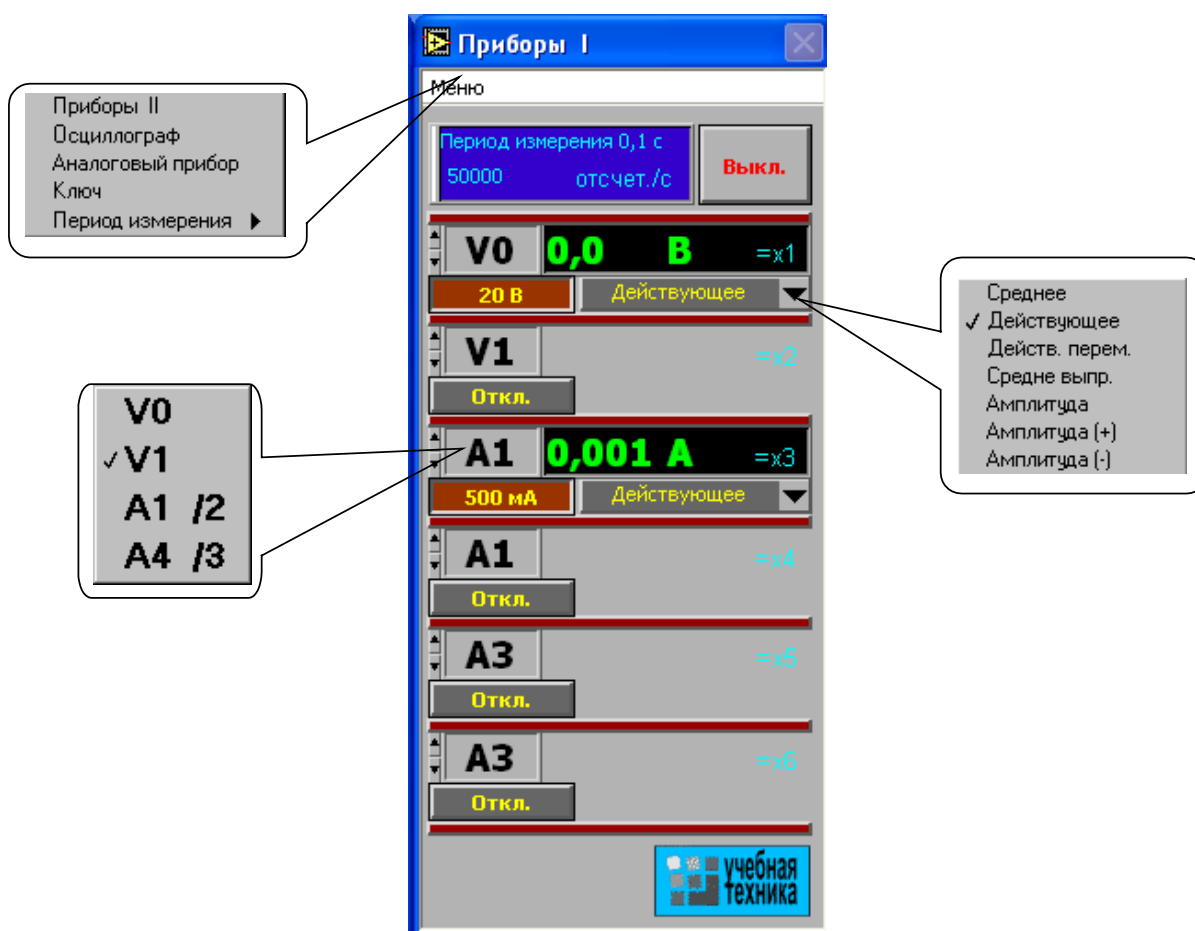 Приборы I
Меню
Приборы II
Осциллограф
Аналоговый прибор
Ключ
Период измерения
Период измерения 0,1 с
50000 отсчет./с
Выкл.
V0 0,0 В =x1
20 В Действующее
V1 =x2
Откл.
A1 0,001 А =x3
500 мА Действующее
A1 =x4
Откл.
A3 =x5
Откл.
A3 =x6
Откл.
Среднее
✓ Действующее
Действ. перем.
Средне выпр.
Амплитуда
Амплитуда (+)
Амплитуда (-)
V0
✓ V1
A1 /2
A4 /3
учебная
техника